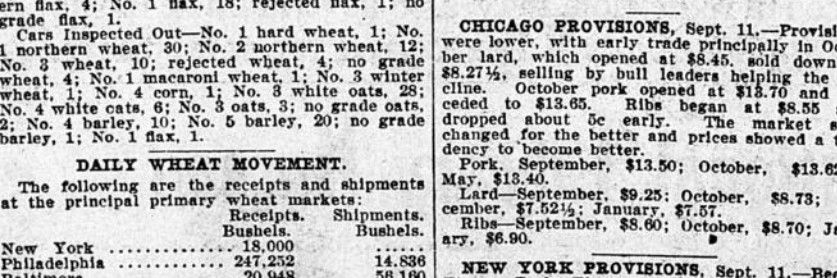 ern flax, 4; No. 1 flax, 18; rejected flax, 1; no
grade flax, 1.
Cars Inspected Out—No. 1 hard wheat, 1; No.
1 northern wheat, 30; No. 2 northern wheat, 12;
No. 3 wheat, 10; rejected wheat, 4; no grade
wheat, 4; No. 1 macaroni wheat, 1; No. 3 winter
wheat, 1; No. 4 corn, 1; No. 3 white oats, 28;
No. 4 white oats, 6; No. 3 oats, 3; no grade oats,
2; No. 4 barley, 10; No. 5 barley, 20; no grade
barley, 1; No. 1 flax, 1.
DAILY WHEAT MOVEMENT.
The following are the receipts and shipments
at the principal primary wheat markets:
Receipts. Shipments.
Bushels. Bushels.
New York ............. 18,000 ......
Philadelphia ............ 247,252 14,836
20,948 56,160
CHICAGO PROVISIONS, Sept. 11.—Provisi
were lower, with early trade principally in O
ber lard, which opened at $8.45, sold down
$8.27½, selling by bull leaders helping the
cline. October pork opened at $13.70 and
ceded to $13.65. Ribs began at $8.55
dropped about 5c early. The market
changed for the better and prices showed a t
dency to become better.
Pork, September, $13.50; October, $13.62
May, $13.40.
Lard—September, $9.25; October, $8.73;
cember, $7.52½; January, $7.57.
Ribs—September, $8.60; October, $8.70; Ja
ary, $6.90.
NEW YORK PROVISIONS, Sept. 11.—Be